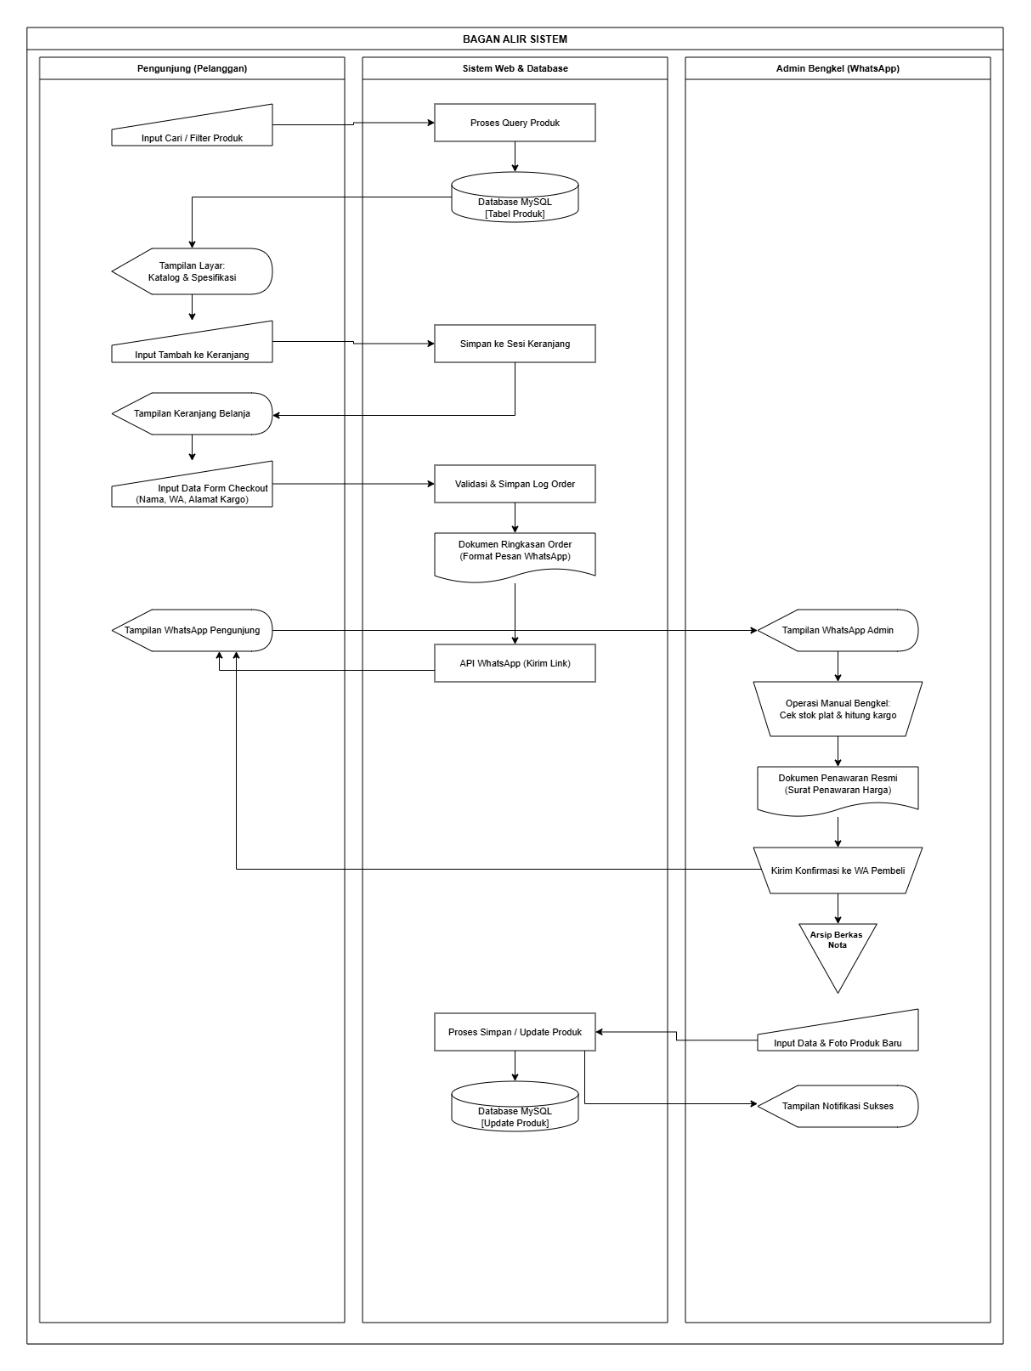 BAGAN ALIR SISTEM
Pengunjung (Pelanggan)
Sistem Web & Database
Admin Bengkel (WhatsApp)
Input Cari / Filter Produk
Proses Query Produk
Database MySQL
[Tabel Produk]
Tampilan Layar:
Katalog & Spesifikasi
Input Tambah ke Keranjang
Simpan ke Sesi Keranjang
Tampilan Keranjang Belanja
Input Data Form Checkout
(Nama, WA, Alamat Kargo)
Validasi & Simpan Log Order
Dokumen Ringkasan Order
(Format Pesan WhatsApp)
Tampilan WhatsApp Pengunjung
Tampilan WhatsApp Admin
API WhatsApp (Kirim Link)
Operasi Manual Bengkel:
Cek stok plat & hitung kargo
Dokumen Penawaran Resmi
(Surat Penawaran Harga)
Kirim Konfirmasi ke WA Pembeli
Arsip Berkas
Nota
Proses Simpan / Update Produk
Input Data & Foto Produk Baru
Database MySQL
[Update Produk]
Tampilan Notifikasi Sukses